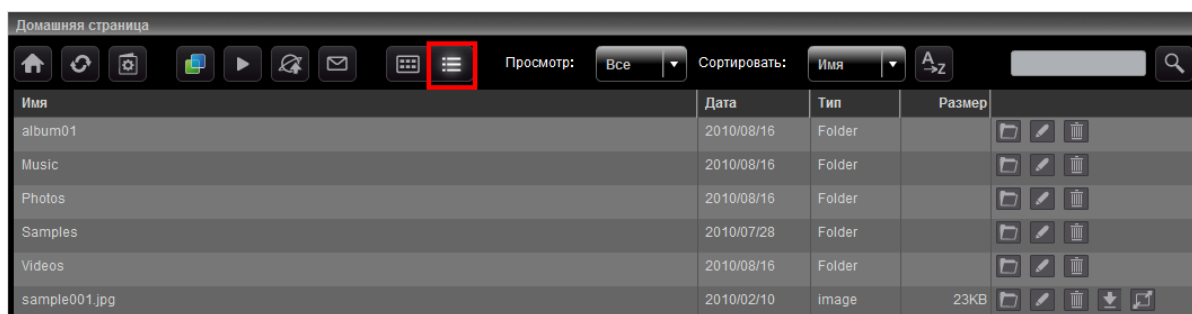 Домашняя страница
Просмотр: Все Сортировать: Имя A Z
Имя Дата Тип Размер
album01 2010/08/16 Folder
Music 2010/08/16 Folder
Photos 2010/08/16 Folder
Samples 2010/07/28 Folder
Videos 2010/08/16 Folder
sample001.jpg 2010/02/10 image 23KB